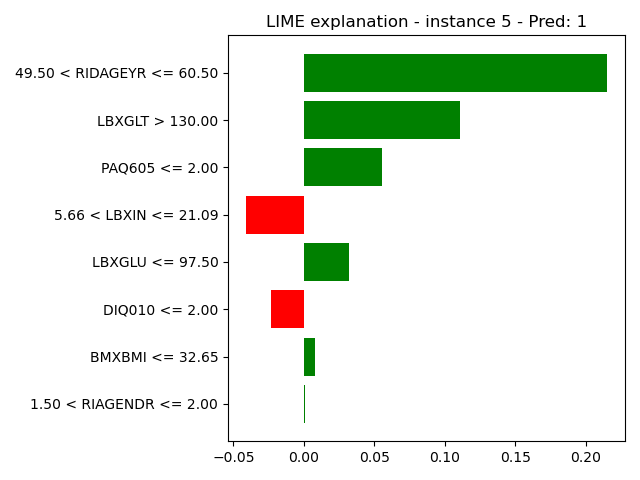 LIME explanation - instance 5 - Pred: 1
49.50 < RIDAGEYR <= 60.50
LBXGLT > 130.00
PAQ605 <= 2.00
5.66 < LBXIN <= 21.09
LBXGLU <= 97.50
DIQ010 <= 2.00
BMXBMI <= 32.65
1.50 < RIAGENDR <= 2.00
−0.05 0.00 0.05 0.10 0.15 0.20